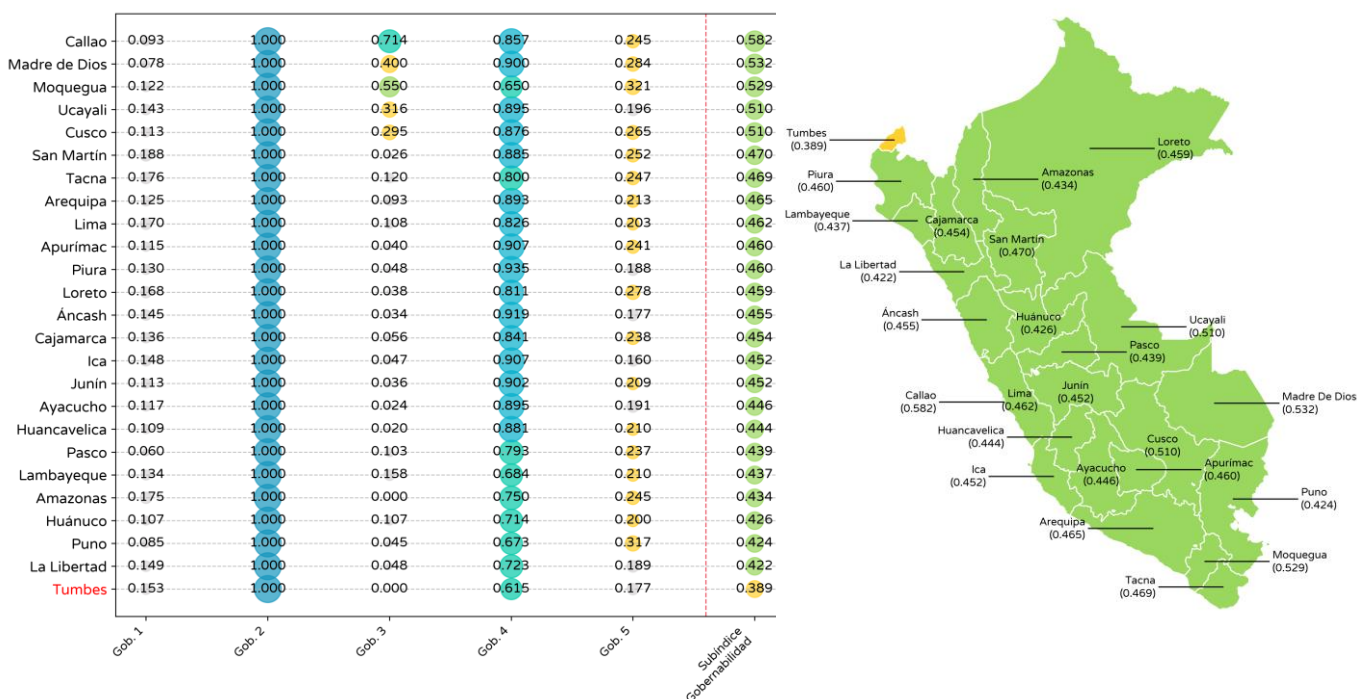 Callao 0.093 1.000 0.714 0.857 0.245 0.582
Madre de Dios 0.078 1.000 0.400 0.900 0.284 0.532
Moquegua 0.122 1.000 0.550 0.650 0.321 0.529
Ucayali 0.143 1.000 0.316 0.895 0.196 0.510
Cusco 0.113 1.000 0.295 0.876 0.265 0.510
San Martín 0.188 1.000 0.026 0.885 0.252 0.470
Tacna 0.176 1.000 0.120 0.800 0.247 0.469
Arequipa 0.125 1.000 0.093 0.893 0.213 0.465
Lima 0.170 1.000 0.108 0.826 0.203 0.462
Apurímac 0.115 1.000 0.040 0.907 0.241 0.460
Piura 0.130 1.000 0.048 0.935 0.188 0.460
Loreto 0.168 1.000 0.038 0.811 0.278 0.459
Áncash 0.145 1.000 0.034 0.919 0.177 0.455
Cajamarca 0.136 1.000 0.056 0.841 0.238 0.454
Ica 0.148 1.000 0.047 0.907 0.160 0.452
Junín 0.113 1.000 0.036 0.902 0.209 0.452
Ayacucho 0.117 1.000 0.024 0.895 0.191 0.446
Huancavelica 0.109 1.000 0.020 0.881 0.210 0.444
Pasco 0.060 1.000 0.103 0.793 0.237 0.439
Lambayeque 0.134 1.000 0.158 0.684 0.210 0.437
Amazonas 0.175 1.000 0.000 0.750 0.245 0.434
Huánuco 0.107 1.000 0.107 0.714 0.200 0.426
Puno 0.085 1.000 0.045 0.673 0.317 0.424
La Libertad 0.149 1.000 0.048 0.723 0.189 0.422
Tumbes 0.153 1.000 0.000 0.615 0.177 0.389
Gob. 1 Gob. 2 Gob. 3 Gob. 4 Gob. 5 Subíndice
Gobernabilidad
Tumbes
(0.389)
Loreto
(0.459)
Piura
(0.460)
Amazonas
(0.434)
Lambayeque
(0.437)
Cajamarca
(0.454)
San Martín
(0.470)
La Libertad
(0.422)
Áncash
(0.455)
Huánuco
(0.426)
Ucayali
(0.510)
Pasco
(0.439)
Callao
(0.582)
Lima
(0.462)
Junín
(0.452)
Madre De Dios
(0.532)
Huancavelica
(0.444)
Cusco
(0.510)
Ica
(0.452)
Ayacucho
(0.446)
Apurímac
(0.460)
Puno
(0.424)
Arequipa
(0.465)
Moquegua
(0.529)
Tacna
(0.469)